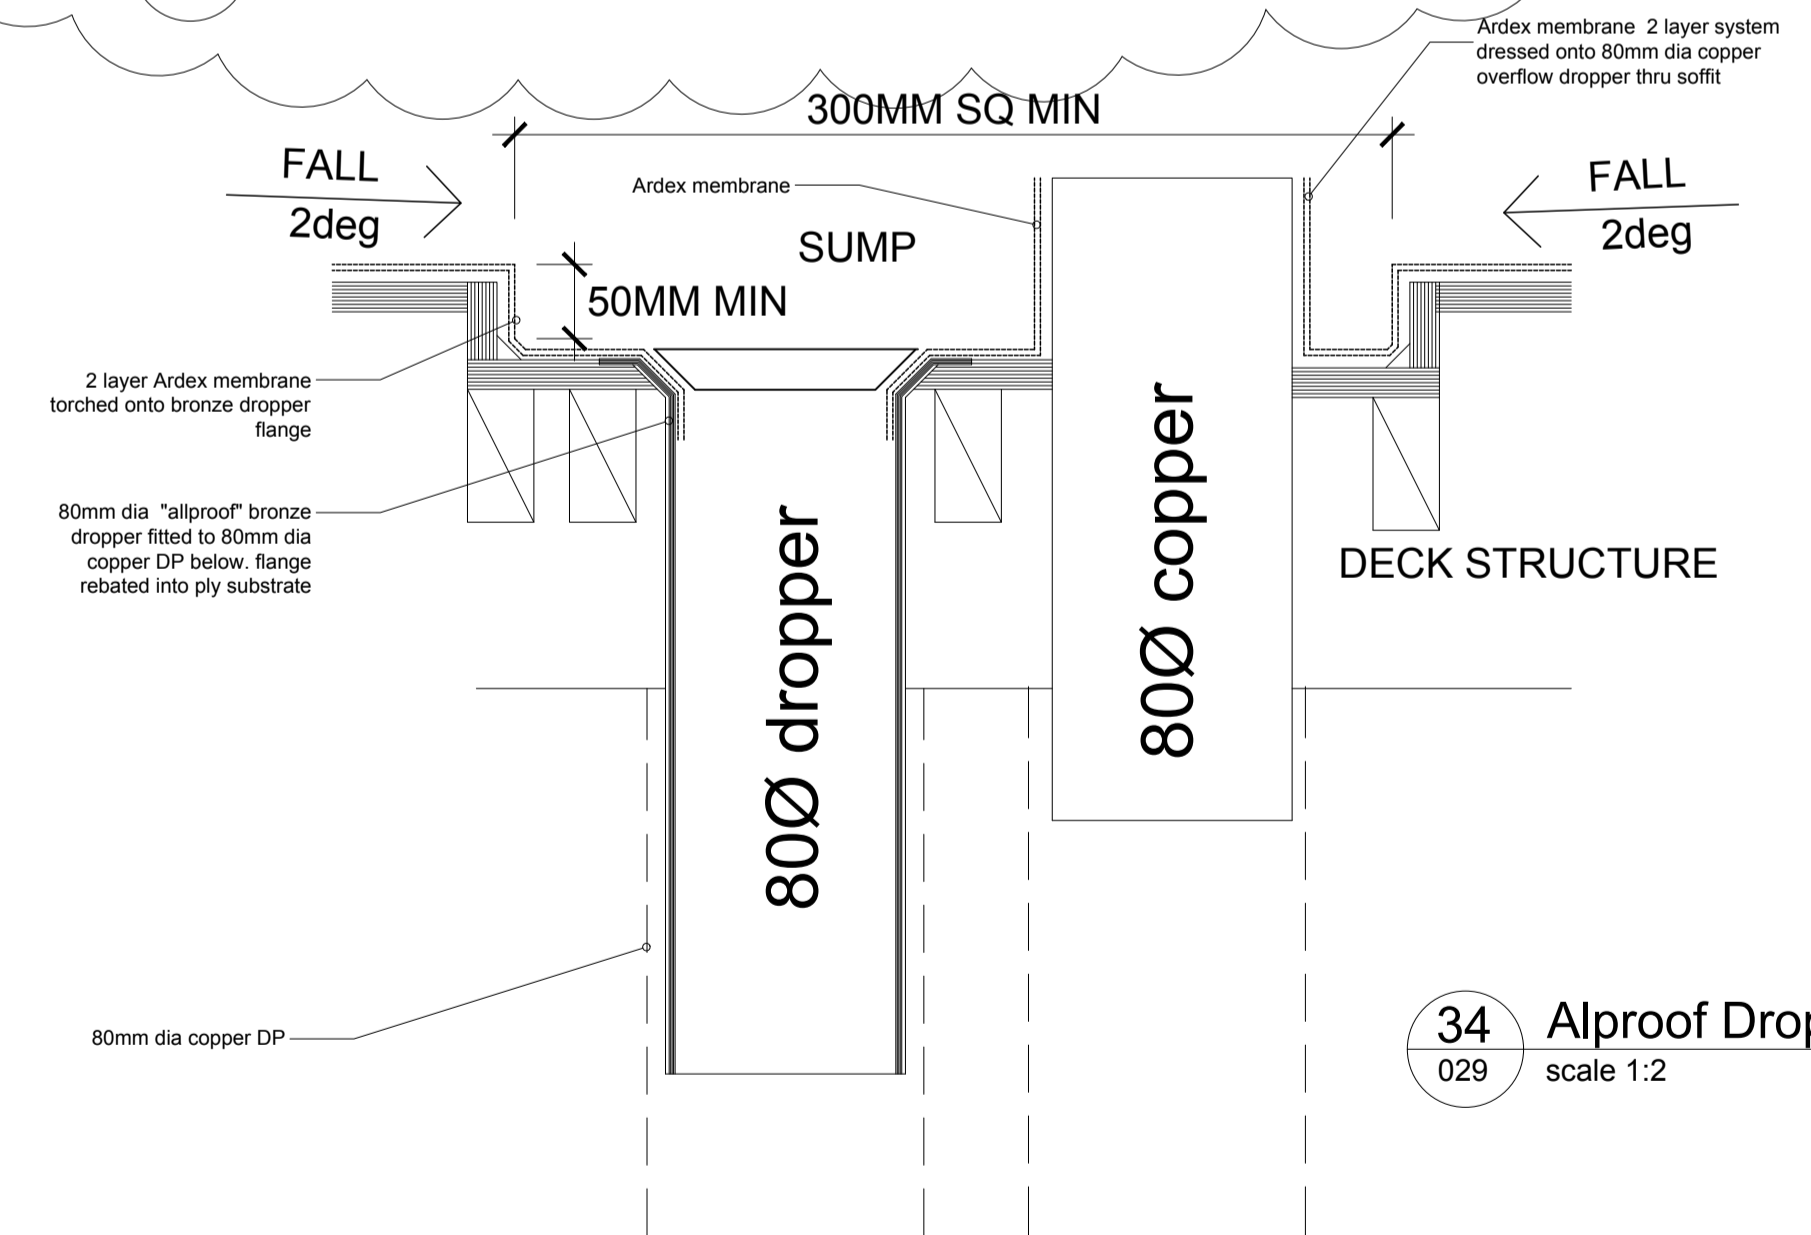 Ardex membrane 2 layer system
dressed onto 80mm dia copper
overflow dropper thru soffit
300MM SQ MIN
FALL
2deg
Ardex membrane
FALL
2deg
SUMP
50MM MIN
2 layer Ardex membrane
torched onto bronze dropper
flange
80mm dia "allproof" bronze
dropper fitted to 80mm dia
copper DP below. flange
rebated into ply substrate
80Ø dropper
80Ø copper
DECK STRUCTURE
80mm dia copper DP
34
029
Alproof Drop
scale 1:2